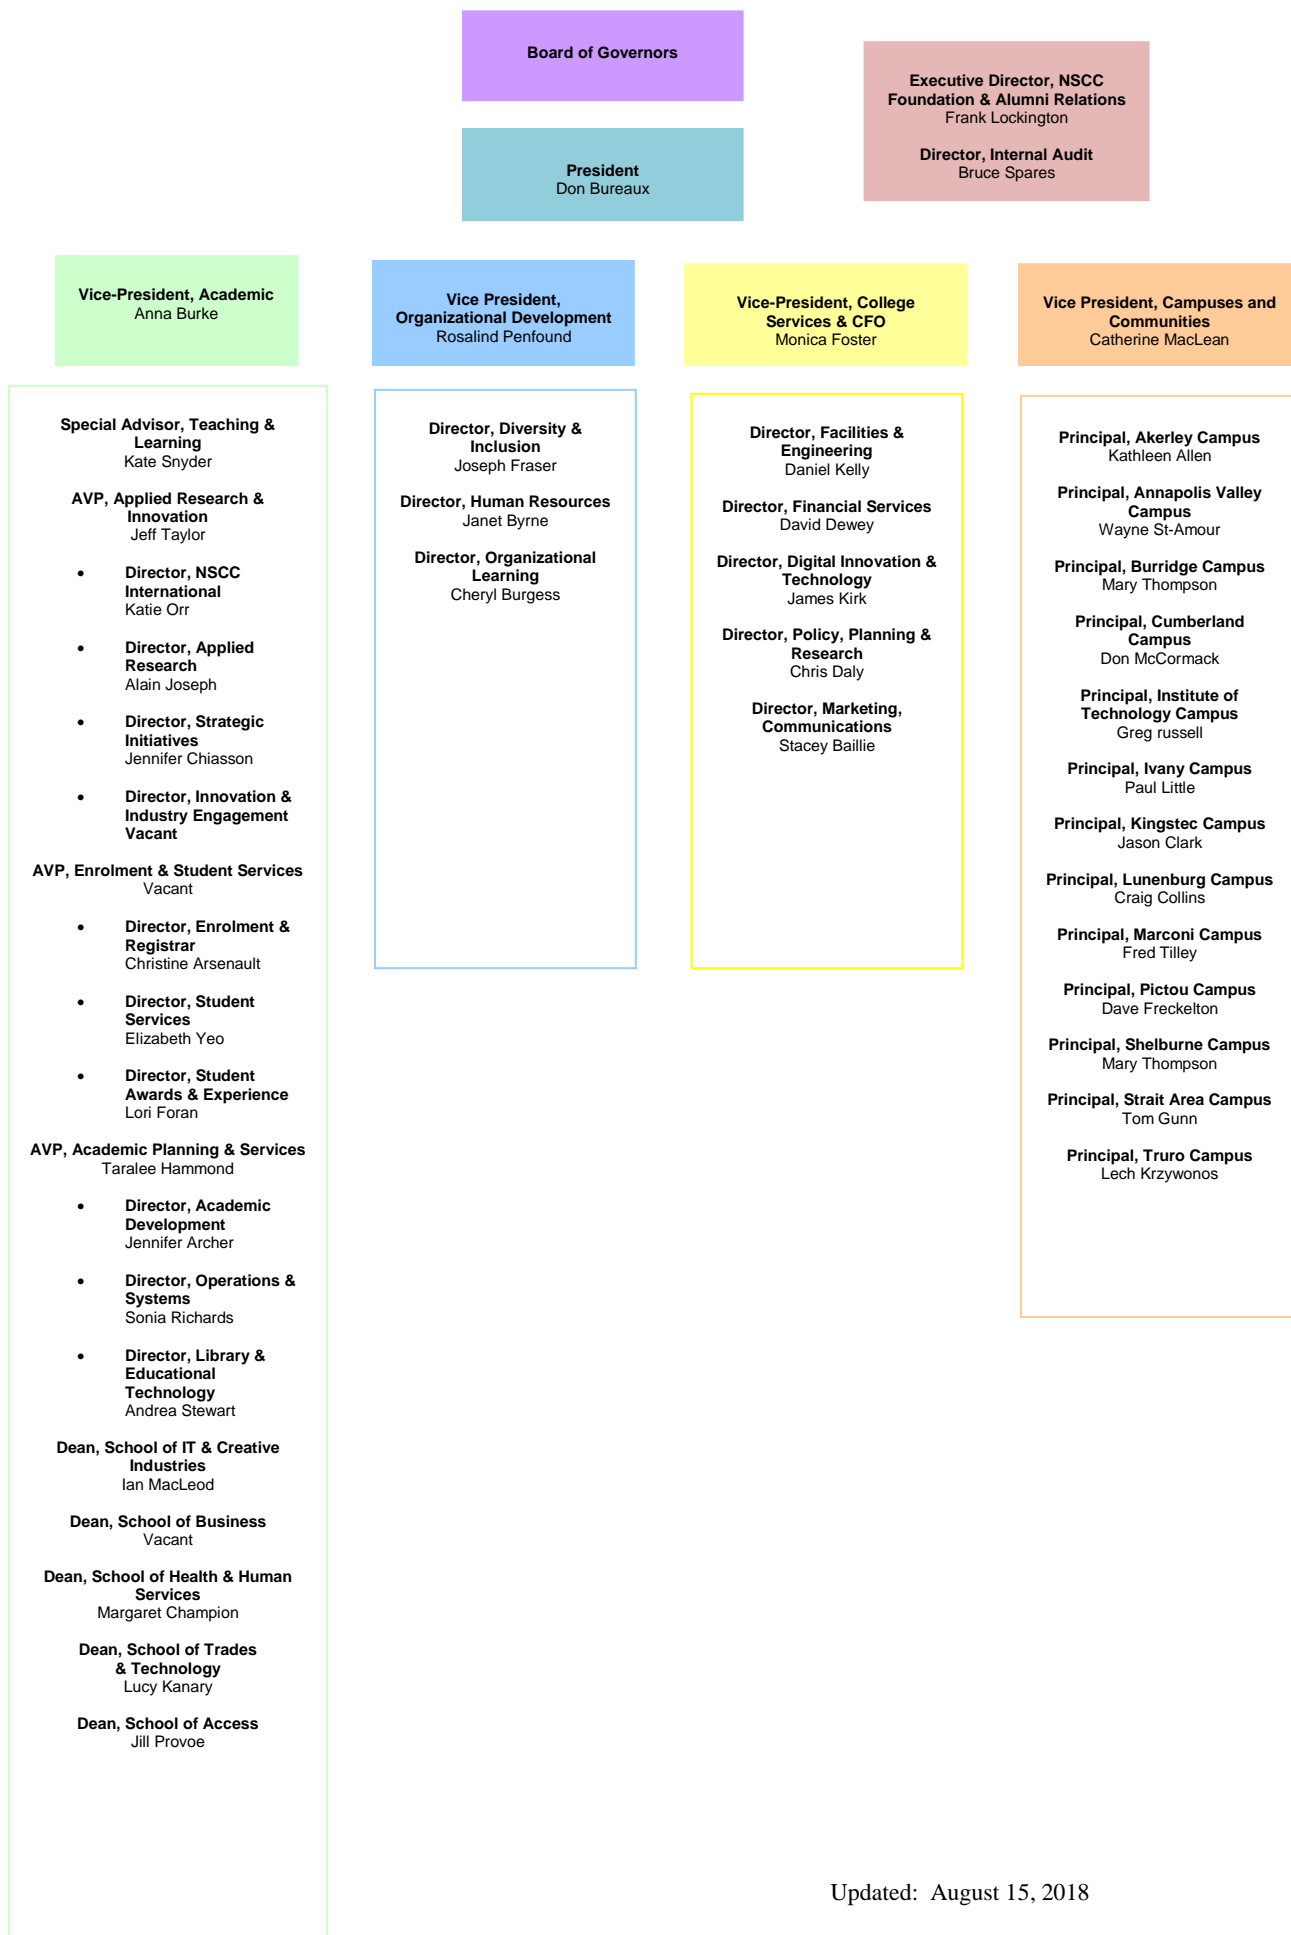 Board of Governors
Executive Director, NSCC
Foundation & Alumni Relations
Frank Lockington
Director, Internal Audit
Bruce Spares
President
Don Bureaux
Vice-President, Academic
Anna Burke
Vice President,
Organizational Development
Rosalind Penfound
Vice-President, College
Services & CFO
Monica Foster
Vice President, Campuses and
Communities
Catherine MacLean
Special Advisor, Teaching &
Learning
Kate Snyder
AVP, Applied Research &
Innovation
Jeff Taylor
• Director, NSCC
International
Katie Orr
• Director, Applied
Research
Alain Joseph
• Director, Strategic
Initiatives
Jennifer Chiasson
• Director, Innovation &
Industry Engagement
Vacant
AVP, Enrolment & Student Services
Vacant
• Director, Enrolment &
Registrar
Christine Arsenault
• Director, Student
Services
Elizabeth Yeo
• Director, Student
Awards & Experience
Lori Foran
AVP, Academic Planning & Services
Taralee Hammond
• Director, Academic
Development
Jennifer Archer
• Director, Operations &
Systems
Sonia Richards
• Director, Library &
Educational
Technology
Andrea Stewart
Dean, School of IT & Creative
Industries
Ian MacLeod
Dean, School of Business
Vacant
Dean, School of Health & Human
Services
Margaret Champion
Dean, School of Trades
& Technology
Lucy Kanary
Dean, School of Access
Jill Provoe
Director, Diversity &
Inclusion
Joseph Fraser
Director, Human Resources
Janet Byrne
Director, Organizational
Learning
Cheryl Burgess
Director, Facilities &
Engineering
Daniel Kelly
Director, Financial Services
David Dewey
Director, Digital Innovation &
Technology
James Kirk
Director, Policy, Planning &
Research
Chris Daly
Director, Marketing,
Communications
Stacey Baillie
Principal, Akerley Campus
Kathleen Allen
Principal, Annapolis Valley
Campus
Wayne St-Amour
Principal, Burridge Campus
Mary Thompson
Principal, Cumberland
Campus
Don McCormack
Principal, Institute of
Technology Campus
Greg russell
Principal, Ivany Campus
Paul Little
Principal, Kingstec Campus
Jason Clark
Principal, Lunenburg Campus
Craig Collins
Principal, Marconi Campus
Fred Tilley
Principal, Pictou Campus
Dave Freckelton
Principal, Shelburne Campus
Mary Thompson
Principal, Strait Area Campus
Tom Gunn
Principal, Truro Campus
Lech Krzywonos
Updated: August 15, 2018